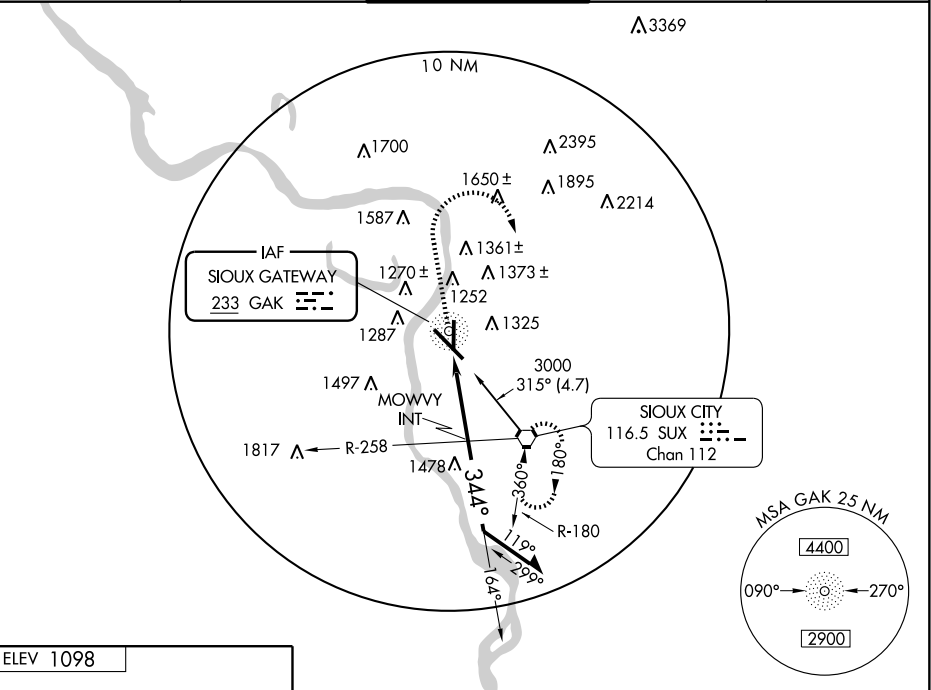 3369
10 NM
1700
2395
1650 ±
1895
2214
1587
IAF
SIOUX GATEWAY
233 GAK
1361±
1270 ±
1373 ±
1252
1287
1325
3000
315° (4.7)
1497
MOWVY
INT
SIOUX CITY
116.5 SUX
Chan 112
1817
R-258
1478
344°
360°
180°
R-180
119°
299°
164°
MSA GAK 25 NM
4400
090°
270°
2900
ELEV 1098